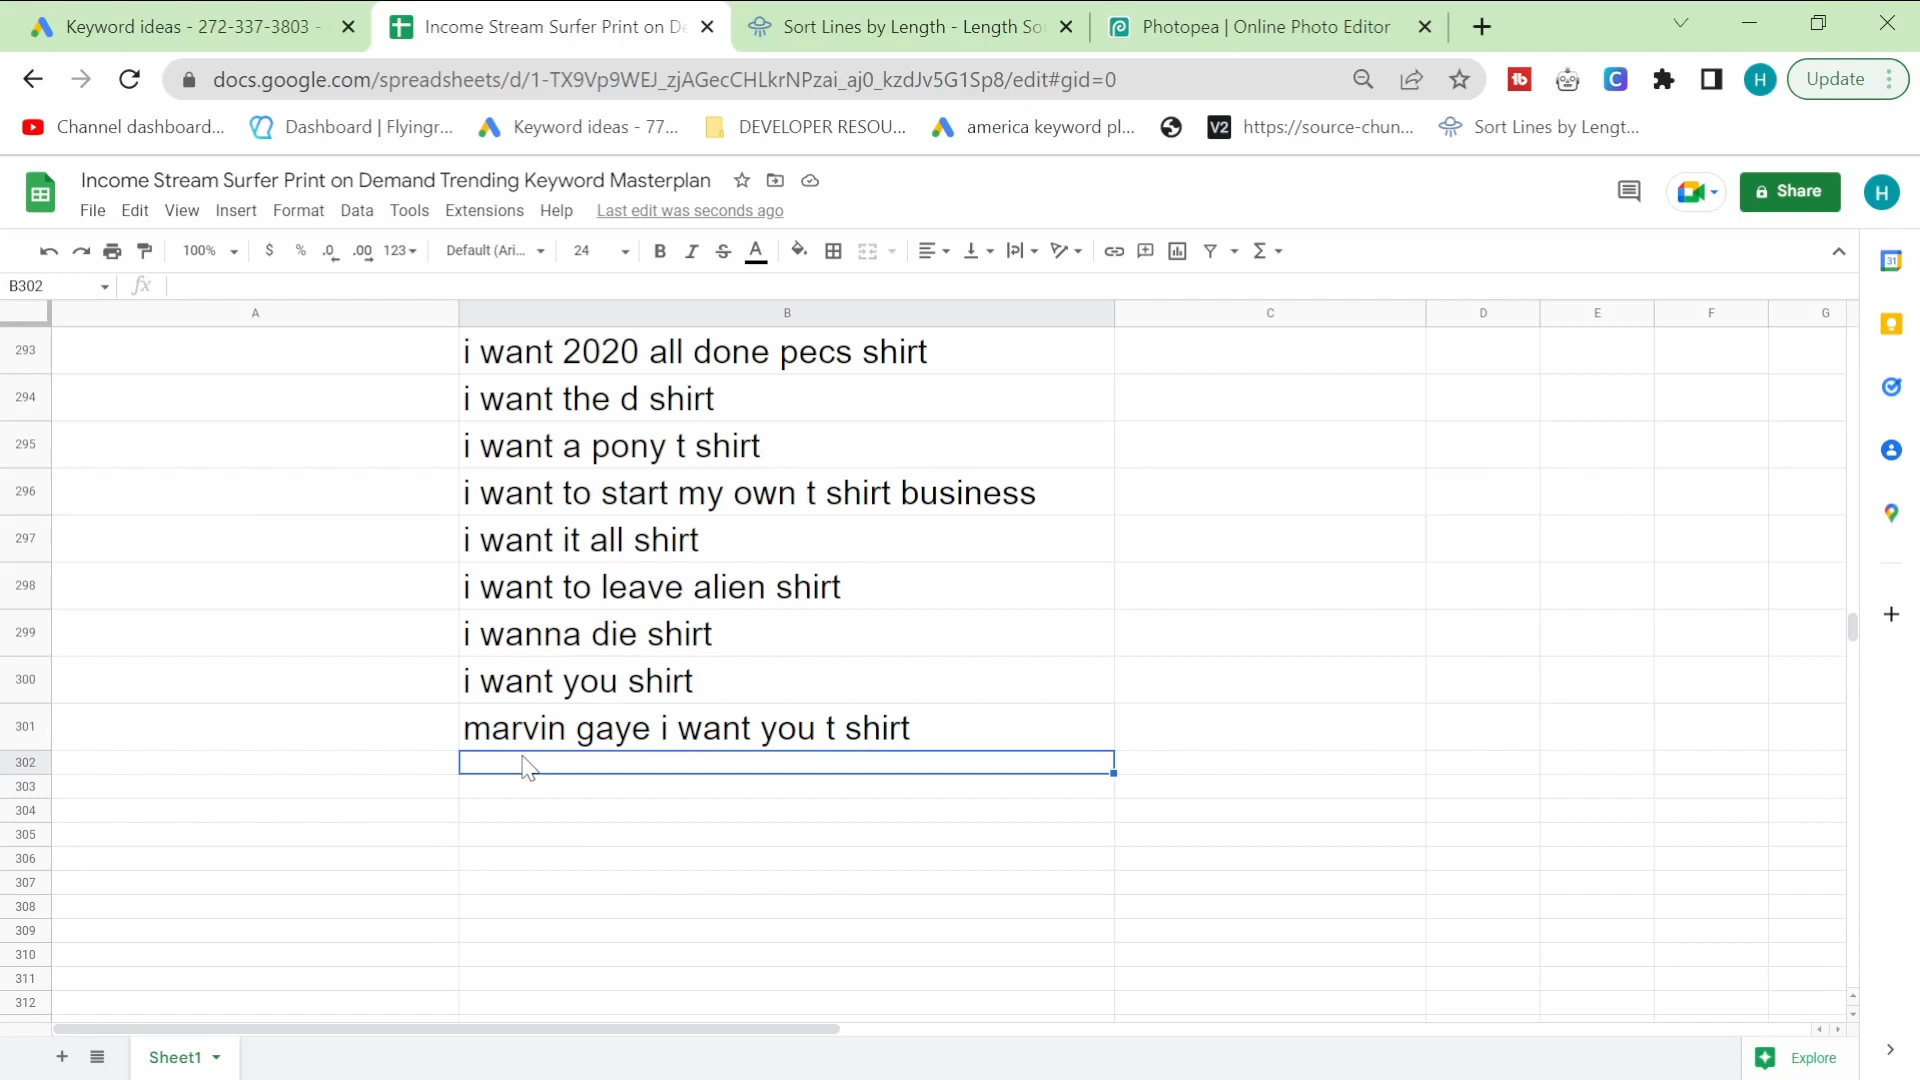 Keyword ideas - 272-337-3803 -
Income Stream Surfer Print on De
Sort Lines by Length - Length So
Photopea | Online Photo Editor
docs.google.com/spreadsheets/d/1-TX9Vp9WEJ_zjAGecCHLkrNPzai_aj0_kzdJv5G1Sp8/edit#gid=0
tb
C
H
Update
Channel dashboard...
Dashboard | Flyingr...
Keyword ideas - 77...
DEVELOPER RESOU...
america keyword pl...
V2
https://source-chun...
Sort Lines by Lengt...
Income Stream Surfer Print on Demand Trending Keyword Masterplan
Share
H
File Edit View Insert Format Data Tools Extensions Help Last edit was seconds ago
100% $ % .0 .00 123 Default (Ari... 24 B I S A Σ
31
B302 fx
A B C D E F G
293 i want 2020 all done pecs shirt
294 i want the d shirt
295 i want a pony t shirt
296 i want to start my own t shirt business
297 i want it all shirt
298 i want to leave alien shirt
299 i wanna die shirt
300 i want you shirt
301 marvin gaye i want you t shirt
302
303
304
305
306
307
308
309
310
311
312
Sheet1
Explore